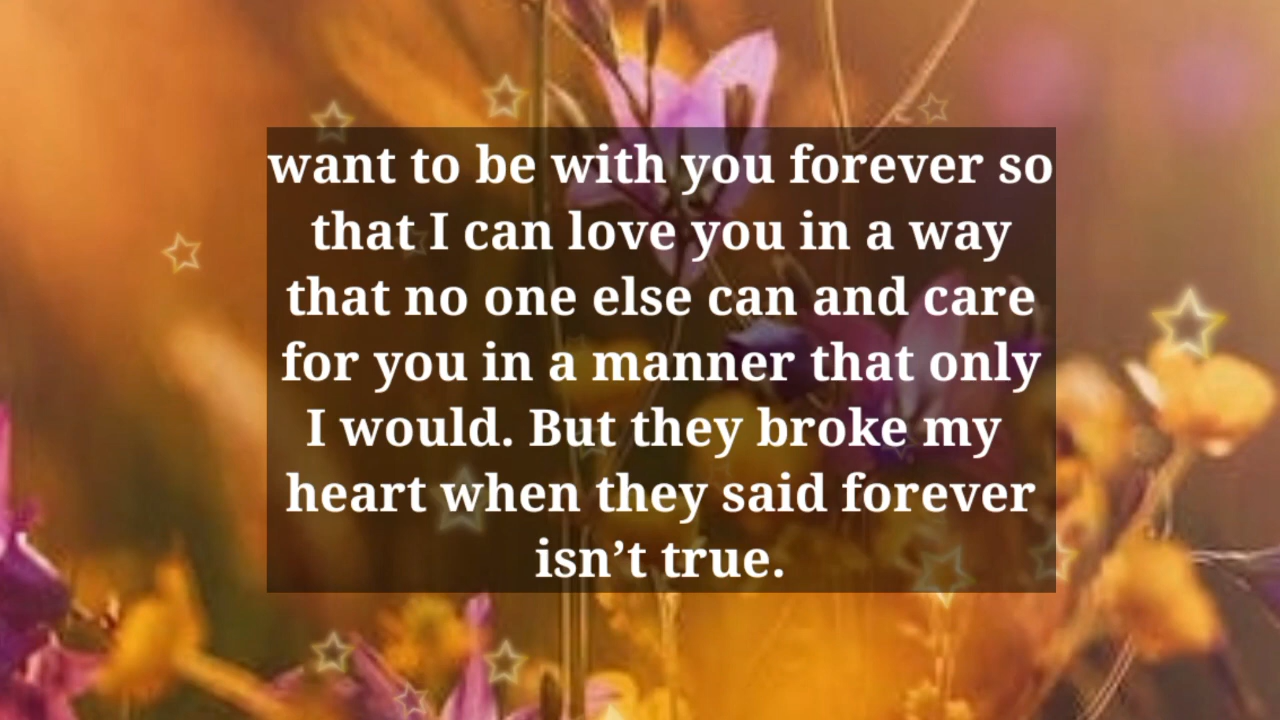 want to be with you forever so
that I can love you in a way
that no one else can and care
for you in a manner that only
I would. But they broke my
heart when they said forever
isn’t true.